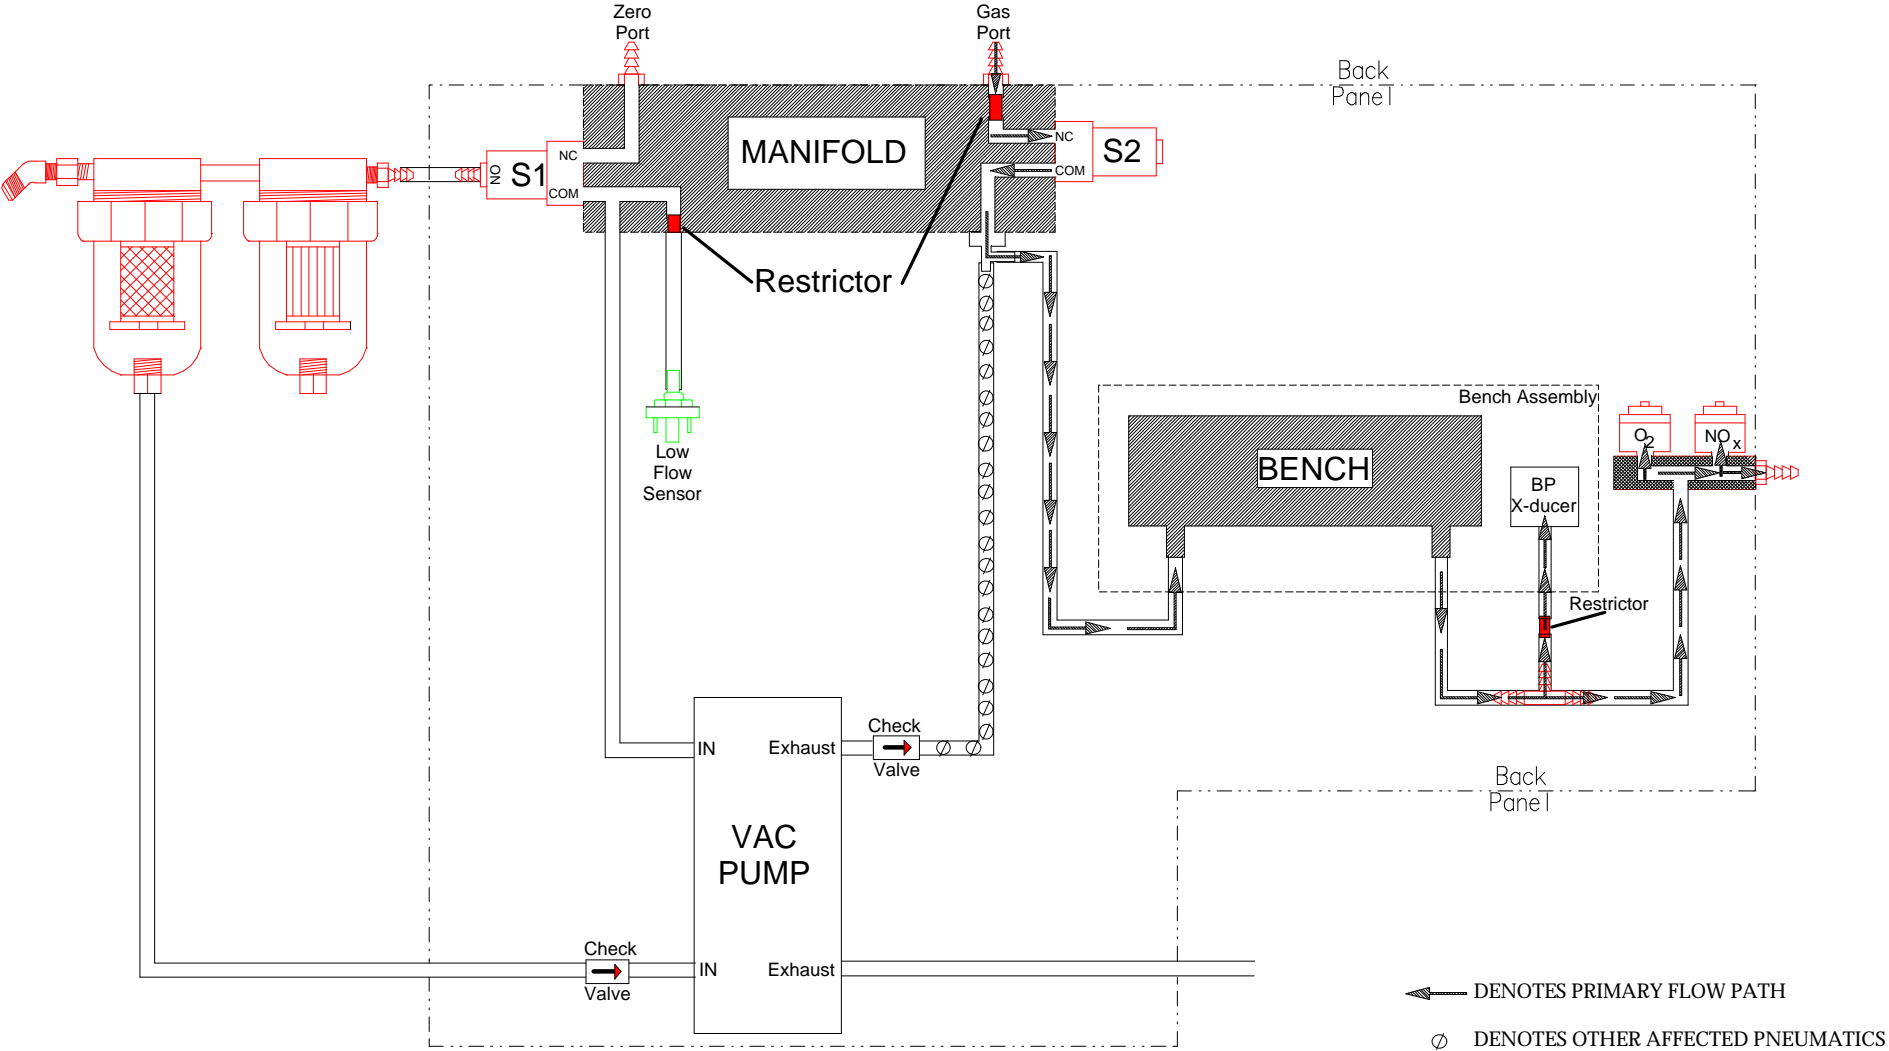 Zero
Port
Gas
Port
Back
Panel
MANIFOLD
NC
S2
COM
NC
NO
S1
COM
Restrictor
Low
Flow
Sensor
Bench Assembly
BENCH
BP
X-ducer
O2
NOx
Restrictor
Check
Valve
IN
Exhaust
Back
Panel
VAC
PUMP
Check
Valve
IN
Exhaust
DENOTES PRIMARY FLOW PATH
DENOTES OTHER AFFECTED PNEUMATICS